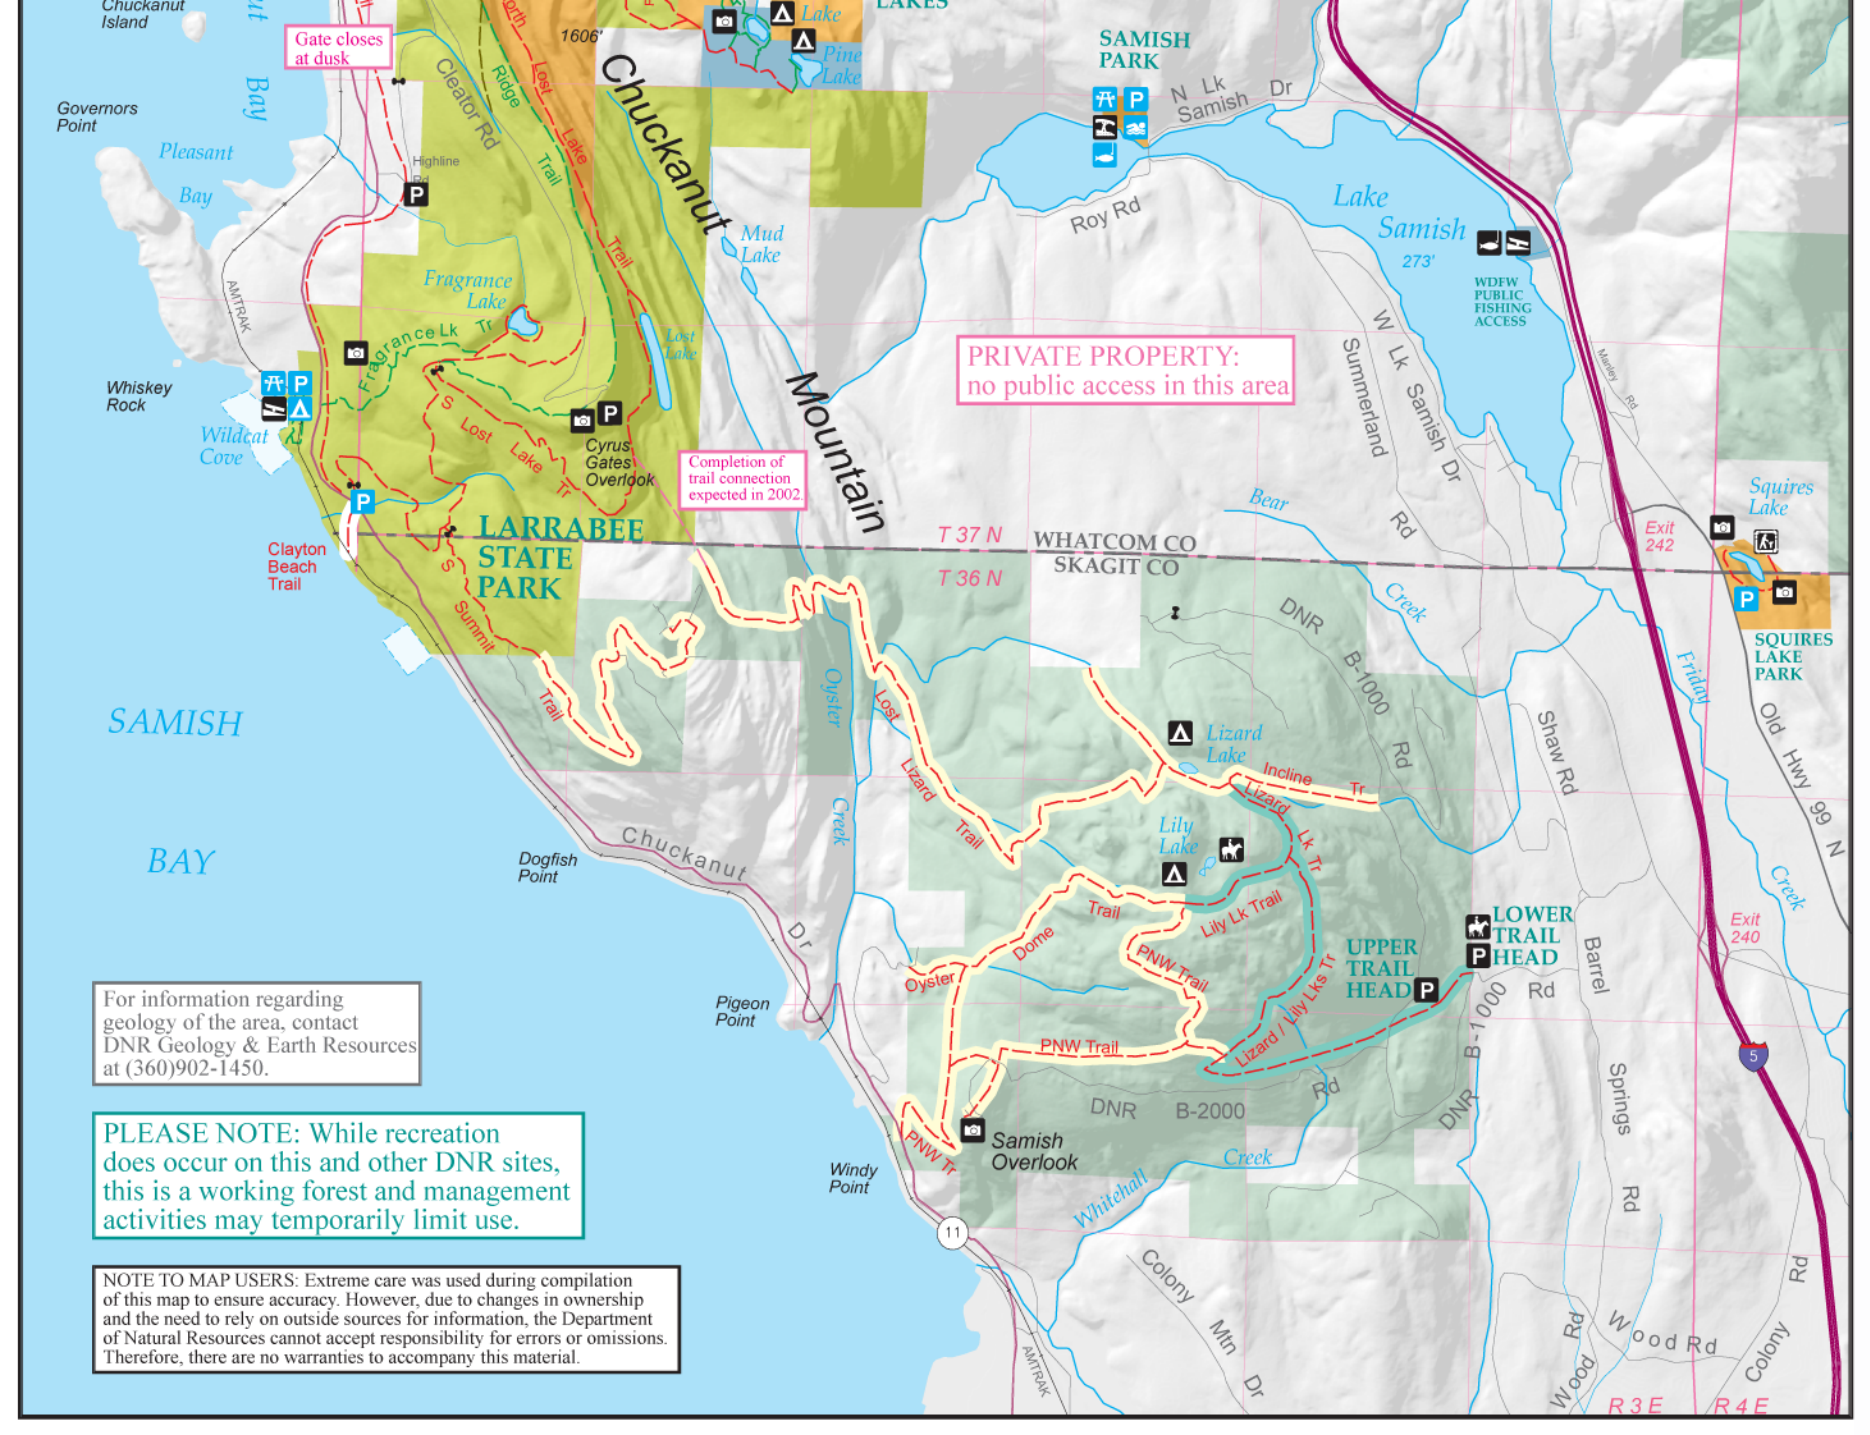 Chuckanut
Island
Bay
Gate closes
at dusk
Governors
Point
Pleasant
Bay
Cleator Rd
Highline
Rd
Ridge
Trail
Lost
Lake
Trail
1606'
Chuckanut
Mountain
Lake
Pine
Lake
LAKES
SAMISH
PARK
N Lk
Samish Dr
Roy Rd
Lake
Samish
273'
WDFW
PUBLIC
FISHING
ACCESS
Mud
Lake
AMTRAK
Fragrance
Lake
Fragrance Lk Tr
Lost
Lake
Whiskey
Rock
Wildcat
Cove
S
Lost
Lake
Tr
Cyrus
Gates
Overlook
PRIVATE PROPERTY:
no public access in this area
W Lk Samish Dr
Summerland
Rd
Manley Rd
Completion of
trail connection
expected in 2002.
Squires
Lake
Exit
242
SQUIRES
LAKE
PARK
LARRABEE
STATE
PARK
Clayton
Beach
Trail
S
Summit
Trail
T 37 N
T 36 N
WHATCOM CO
SKAGIT CO
Bear
Creek
DNR
B-1000
Rd
Friday
Creek
Old Hwy 99 N
Shaw Rd
SAMISH
BAY
Oyster
Creek
Lost
Lizard
Trail
Lizard
Lake
Incline
Tr
Lizard
Lk Tr
Lily
Lake
Lily Lk Trail
Chuckanut
Dr
Dogfish
Point
Oyster
Dome
Trail
PNW Trail
Lizard / Lily Lks Tr
UPPER
TRAIL
HEAD
LOWER
TRAIL
HEAD
Exit
240
Barrel
Springs
Rd
Rd
DNR
B-1000
Pigeon
Point
PNW Trail
DNR
B-2000
Rd
5
For information regarding
geology of the area, contact
DNR Geology & Earth Resources
at (360)902-1450.
PLEASE NOTE: While recreation
does occur on this and other DNR sites,
this is a working forest and management
activities may temporarily limit use.
PNW Tr
Samish
Overlook
Windy
Point
Whitehall
Creek
11
NOTE TO MAP USERS: Extreme care was used during compilation
of this map to ensure accuracy. However, due to changes in ownership
and the need to rely on outside sources for information, the Department
of Natural Resources cannot accept responsibility for errors or omissions.
Therefore, there are no warranties to accompany this material.
AMTRAK
Colony
Mtn
Dr
Wood
Rd
Wood Rd
Colony
Rd
R 3 E
R 4 E